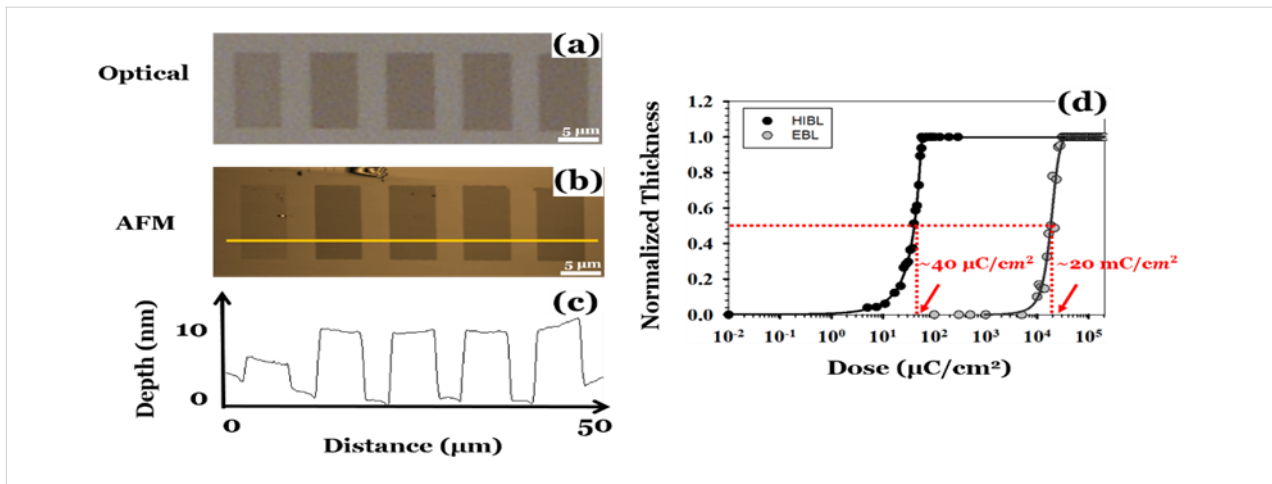 Optical
(a)
5 μm
AFM
(b)
5 μm
(c)
Depth (nm)
10
0
0
50
Distance (μm)
(d)
Normalized Thickness
1.2
1.0
0.8
0.6
0.4
0.2
0.0
HIBL
EBL
~40 μC/cm²
~20 mC/cm²
10⁻² 10⁻¹ 10⁰ 10¹ 10² 10³ 10⁴ 10⁵
Dose (μC/cm²)